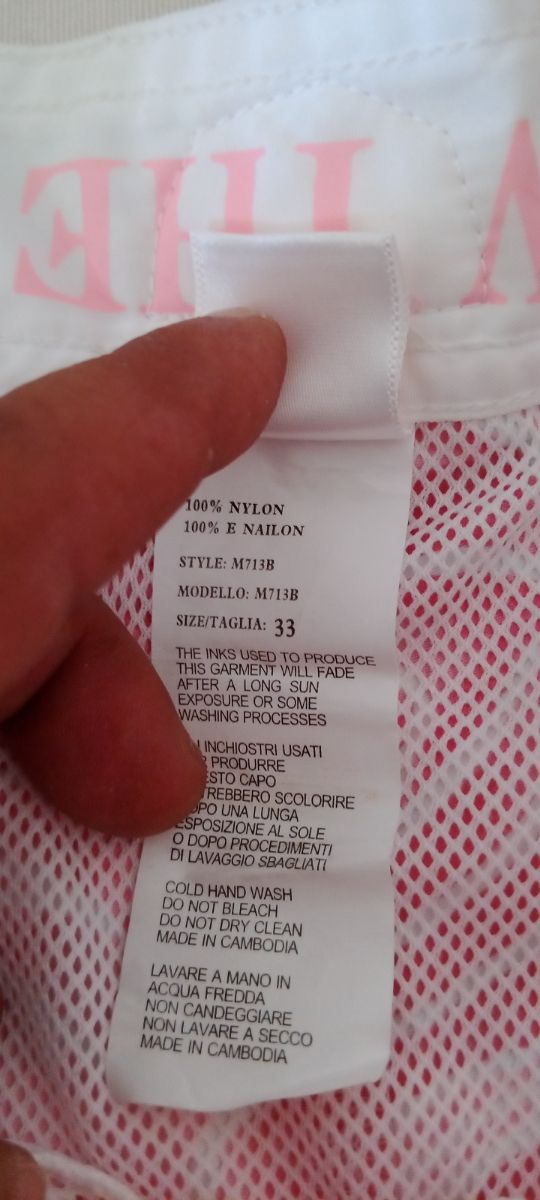 W THE
100% NYLON
100% E NAILON
STYLE: M713B
MODELLO: M713B
SIZE/TAGLIA: 33
THE INKS USED TO PRODUCE
THIS GARMENT WILL FADE
AFTER A LONG SUN
EXPOSURE OR SOME
WASHING PROCESSES
INCHIOSTRI USATI
PRODURRE
CAPO
SCOLORIRE
UNA LUNGA
ESPOSIZIONE AL SOLE
O DOPO PROCEDIMENTI
DI LAVAGGIO SBAGLIATI
COLD HAND WASH
DO NOT BLEACH
DO NOT DRY CLEAN
MADE IN CAMBODIA
LAVARE A MANO IN
ACQUA FREDDA
NON CANDEGGIARE
NON LAVARE A SECCO
MADE IN CAMBODIA